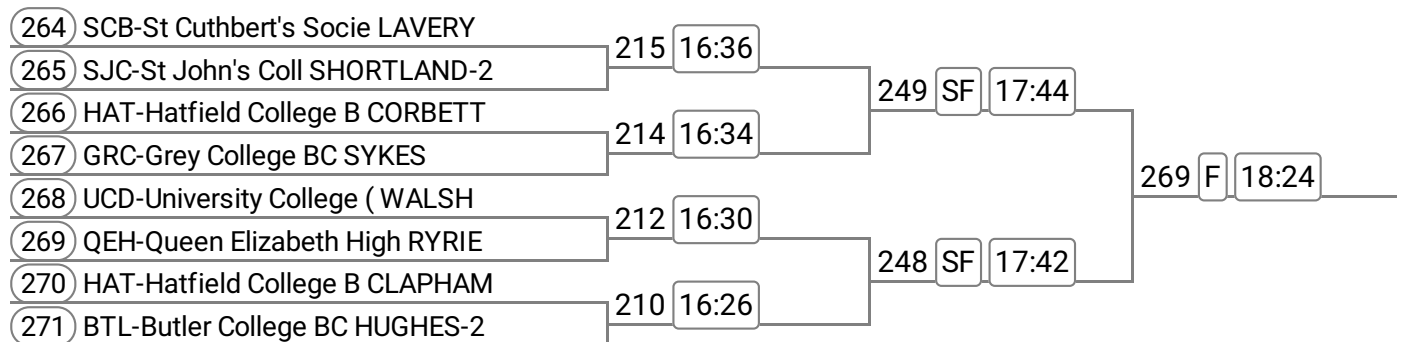 264 SCB-St Cuthbert's Socie LAVERY
215 16:36
265 SJC-St John's Coll SHORTLAND-2
249 SF 17:44
266 HAT-Hatfield College B CORBETT
214 16:34
267 GRC-Grey College BC SYKES
269 F 18:24
268 UCD-University College ( WALSH
212 16:30
269 QEH-Queen Elizabeth High RYRIE
248 SF 17:42
270 HAT-Hatfield College B CLAPHAM
210 16:26
271 BTL-Butler College BC HUGHES-2